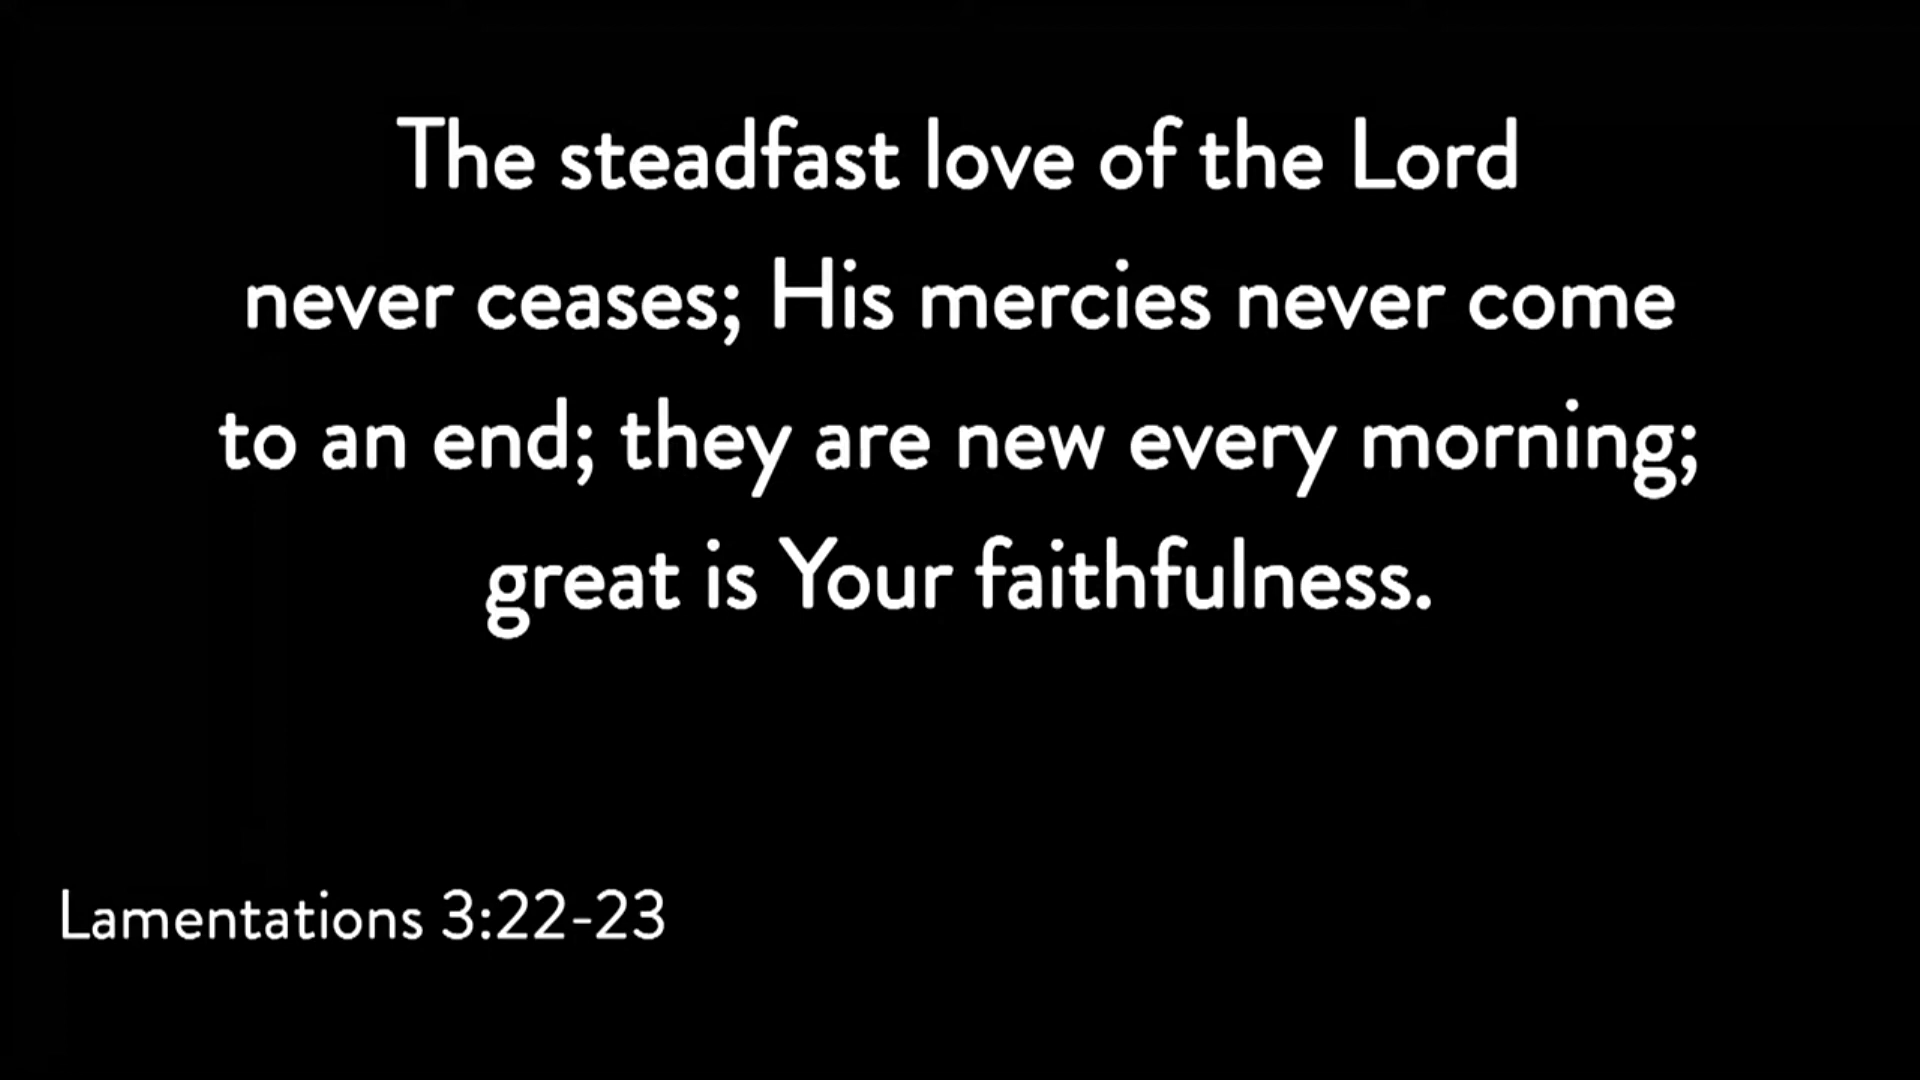 The steadfast love of the Lord
never ceases; His mercies never come
to an end; they are new every morning;
great is Your faithfulness.
Lamentations 3:22-23